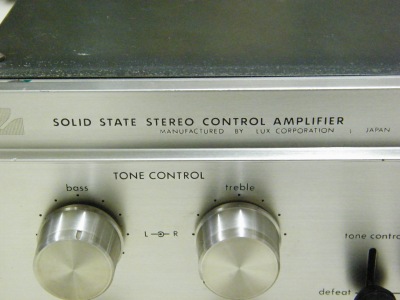 SOLID STATE STEREO CONTROL AMPLIFIER
MANUFACTURED BY LUX CORPORATION , JAPAN
TONE CONTROL
bass
treble
L R
tone contro
defeat